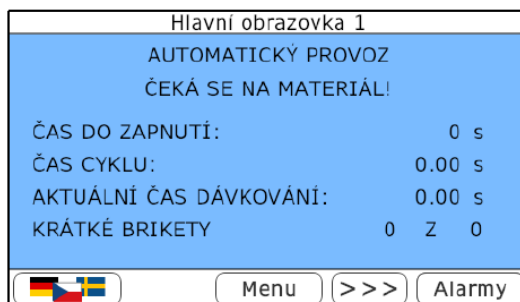 Hlavní obrazovka 1
AUTOMATICKÝ PROVOZ
ČEKÁ SE NA MATERIÁL!
ČAS DO ZAPNUTÍ: 0 s
ČAS CYKLU: 0.00 s
AKTUÁLNÍ ČAS DÁVKOVÁNÍ: 0.00 s
KRÁTKÉ BRIKETY 0 Z 0
Menu >>> Alarmy